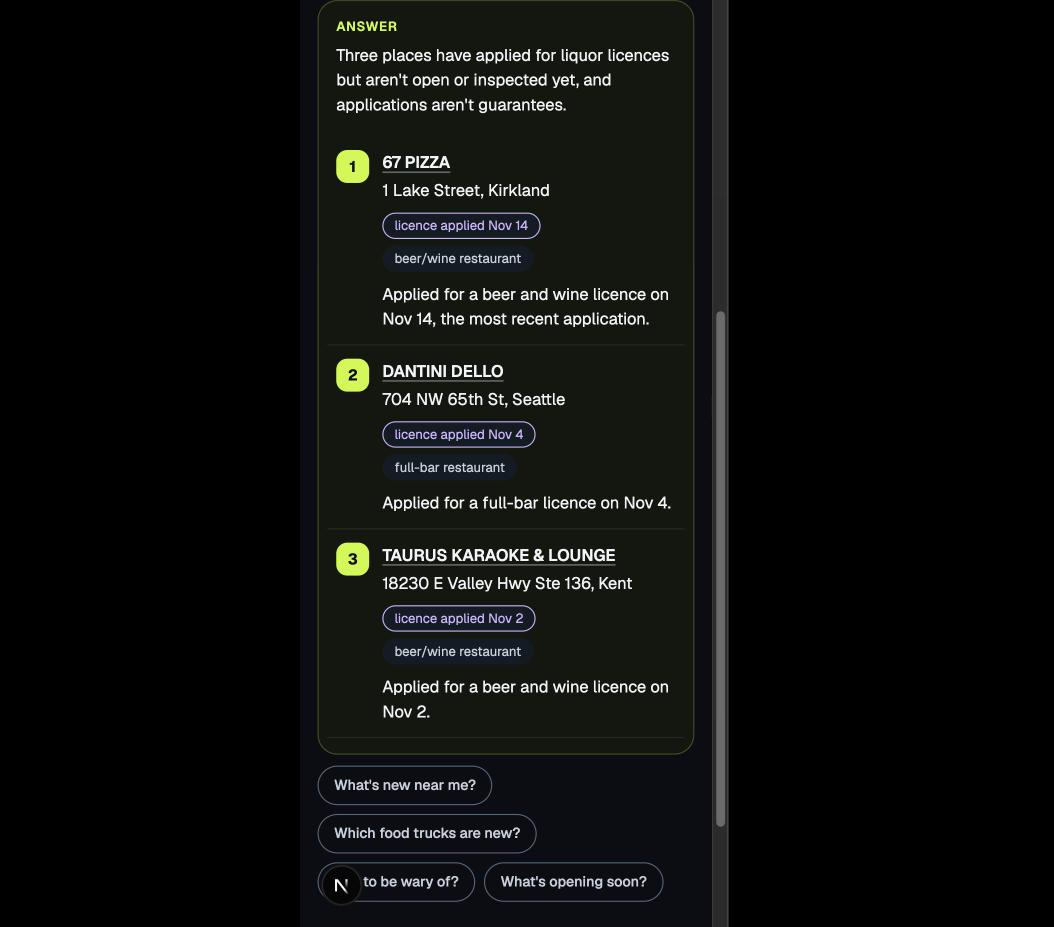 ANSWER
Three places have applied for liquor licences
but aren't open or inspected yet, and
applications aren't guarantees.
1
67 PIZZA
1 Lake Street, Kirkland
licence applied Nov 14
beer/wine restaurant
Applied for a beer and wine licence on
Nov 14, the most recent application.
2
DANTINI DELLO
704 NW 65th St, Seattle
licence applied Nov 4
full-bar restaurant
Applied for a full-bar licence on Nov 4.
3
TAURUS KARAOKE & LOUNGE
18230 E Valley Hwy Ste 136, Kent
licence applied Nov 2
beer/wine restaurant
Applied for a beer and wine licence on
Nov 2.
What's new near me?
Which food trucks are new?
N
to be wary of?
What's opening soon?